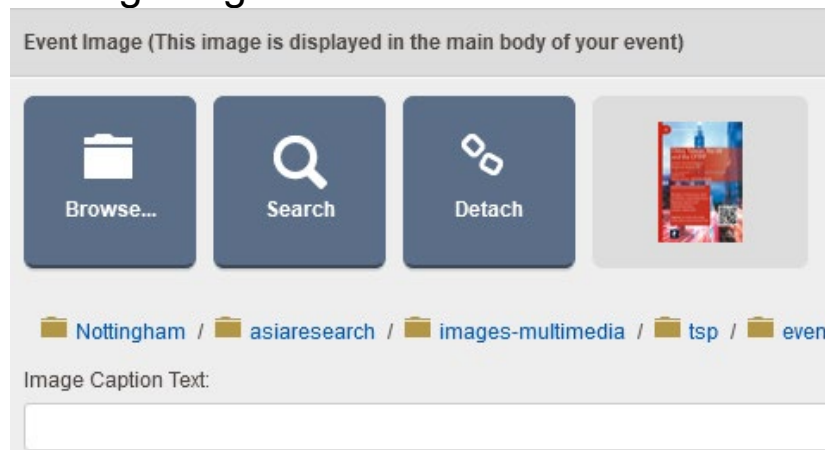 Event Image (This image is displayed in the main body of your event)
Browse... Search Detach
Nottingham / asiaresearch / images-multimedia / tsp / even
Image Caption Text: